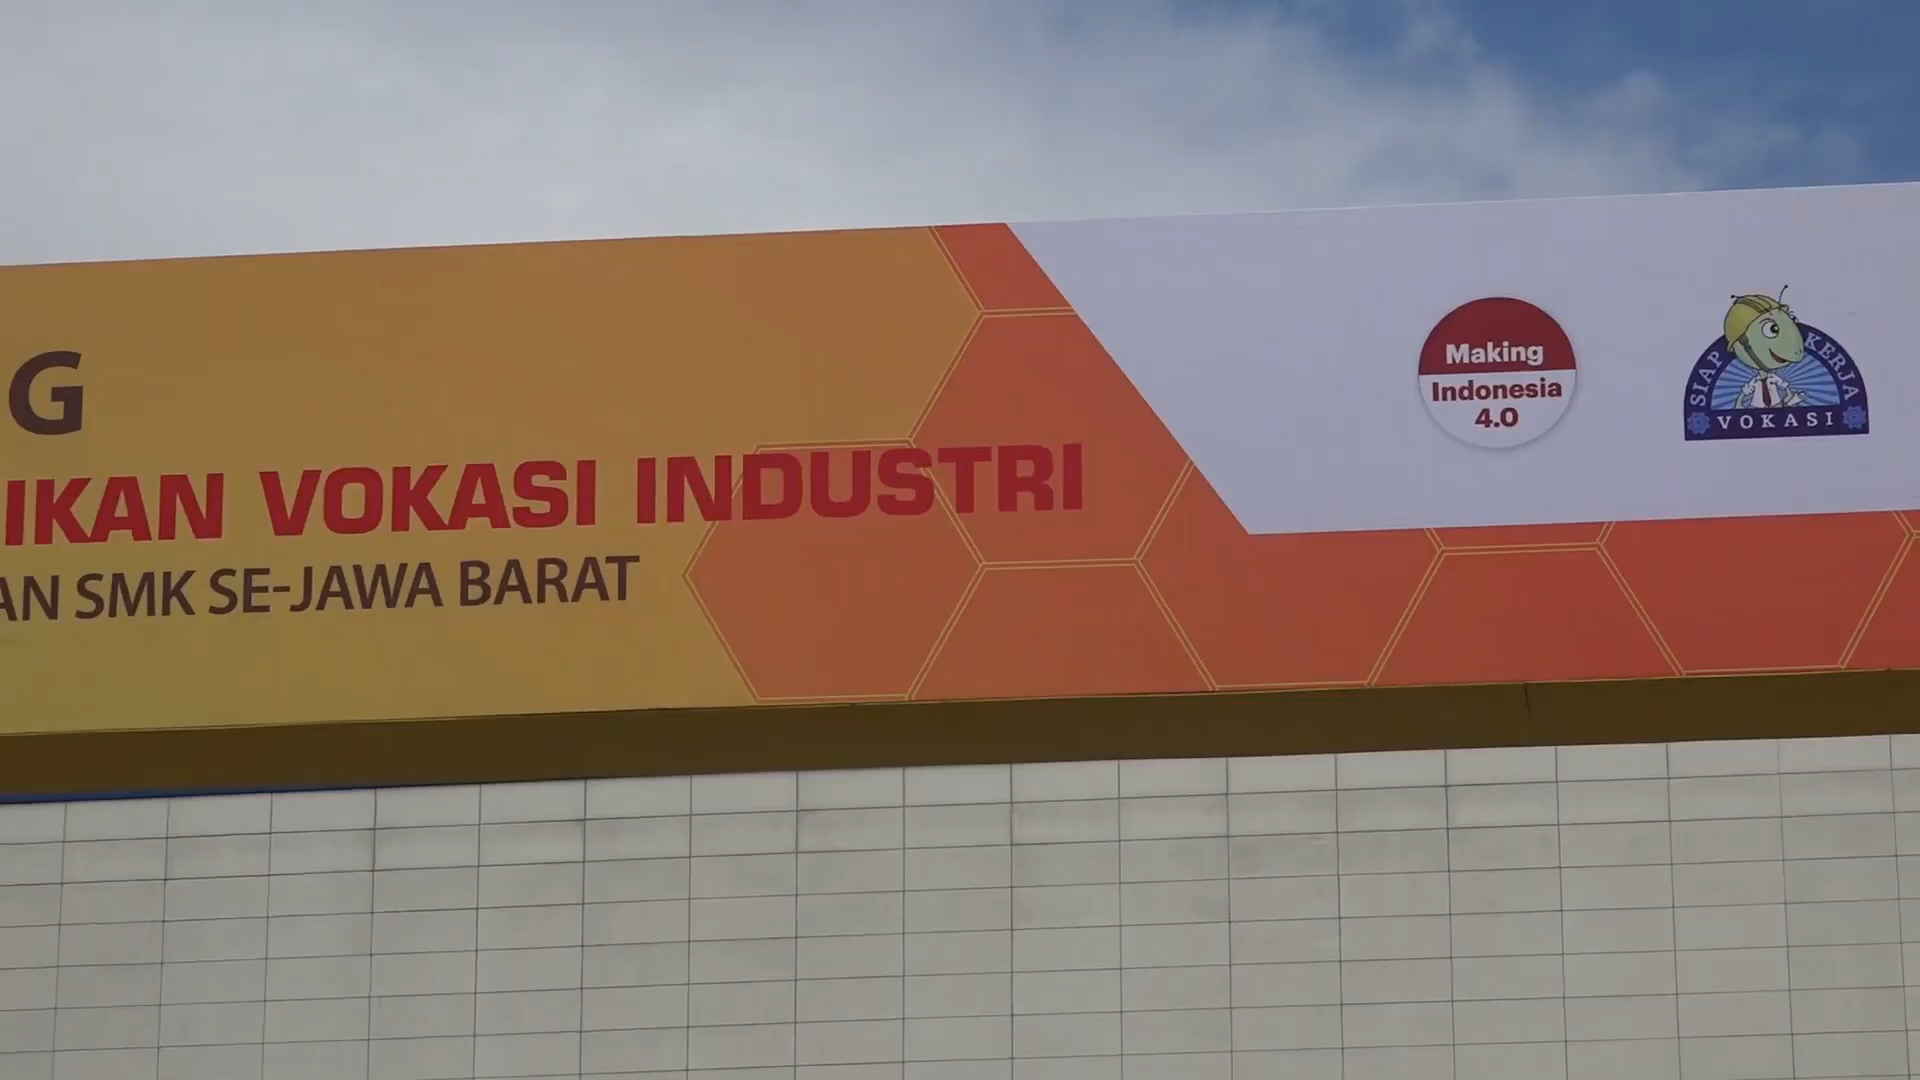 G
IKAN VOKASI INDUSTRI
AN SMK SE-JAWA BARAT
Making
Indonesia
4.0
SIAP KERJA
VOKASI